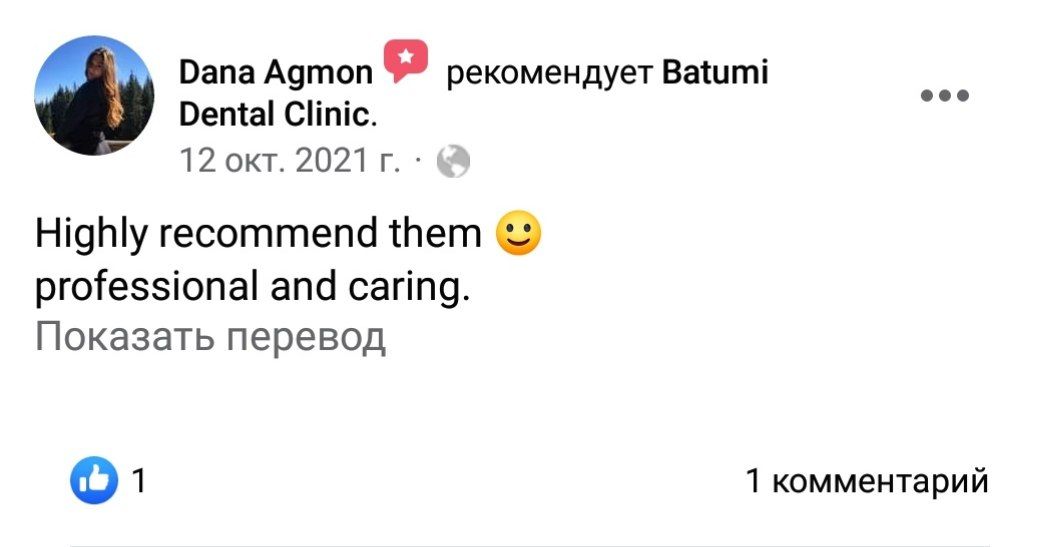 Dana Agmon рекомендует Batumi
Dental Clinic.
12 окт. 2021 г. ·
Highly recommend them 🙂
professional and caring.
Показать перевод
1
1 комментарий